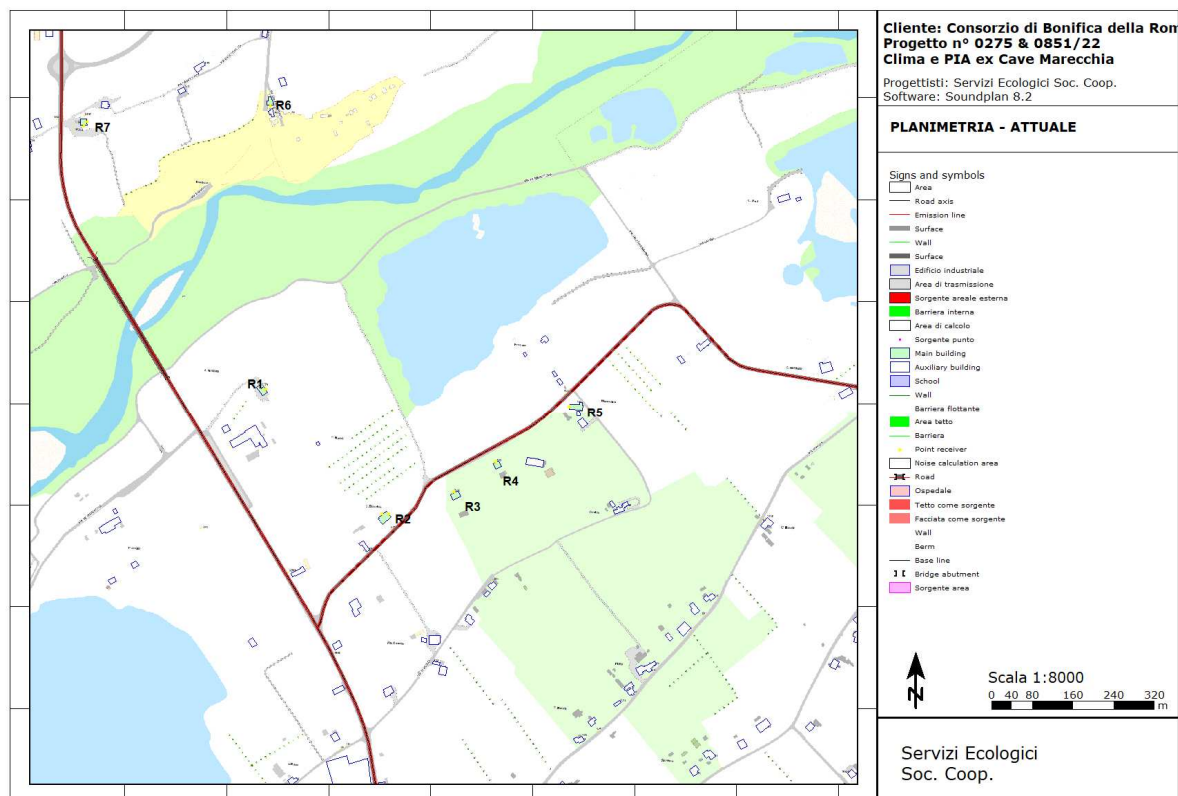 Cliente: Consorzio di Bonifica della Rom
Progetto n° 0275 & 0851/22
Clima e PIA ex Cave Marecchia
Progettisti: Servizi Ecologici Soc. Coop.
Software: Soundplan 8.2
PLANIMETRIA - ATTUALE
Signs and symbols
Area
Road axis
Emission line
Surface
Wall
Surface
Edificio industriale
Area di trasmissione
Sorgente areale esterna
Barriera interna
Area di calcolo
Sorgente punto
Main building
Auxiliary building
School
Wall
Barriera flottante
Area tetto
Barriera
Point receiver
Noise calculation area
Road
Ospedale
Tetto come sorgente
Facciata come sorgente
Wall
Berm
Base line
Bridge abutment
Sorgente area
N
Scala 1:8000
0 40 80 160 240 320
m
Servizi Ecologici
Soc. Coop.
R6
R7
R1
R5
R4
R3
R2